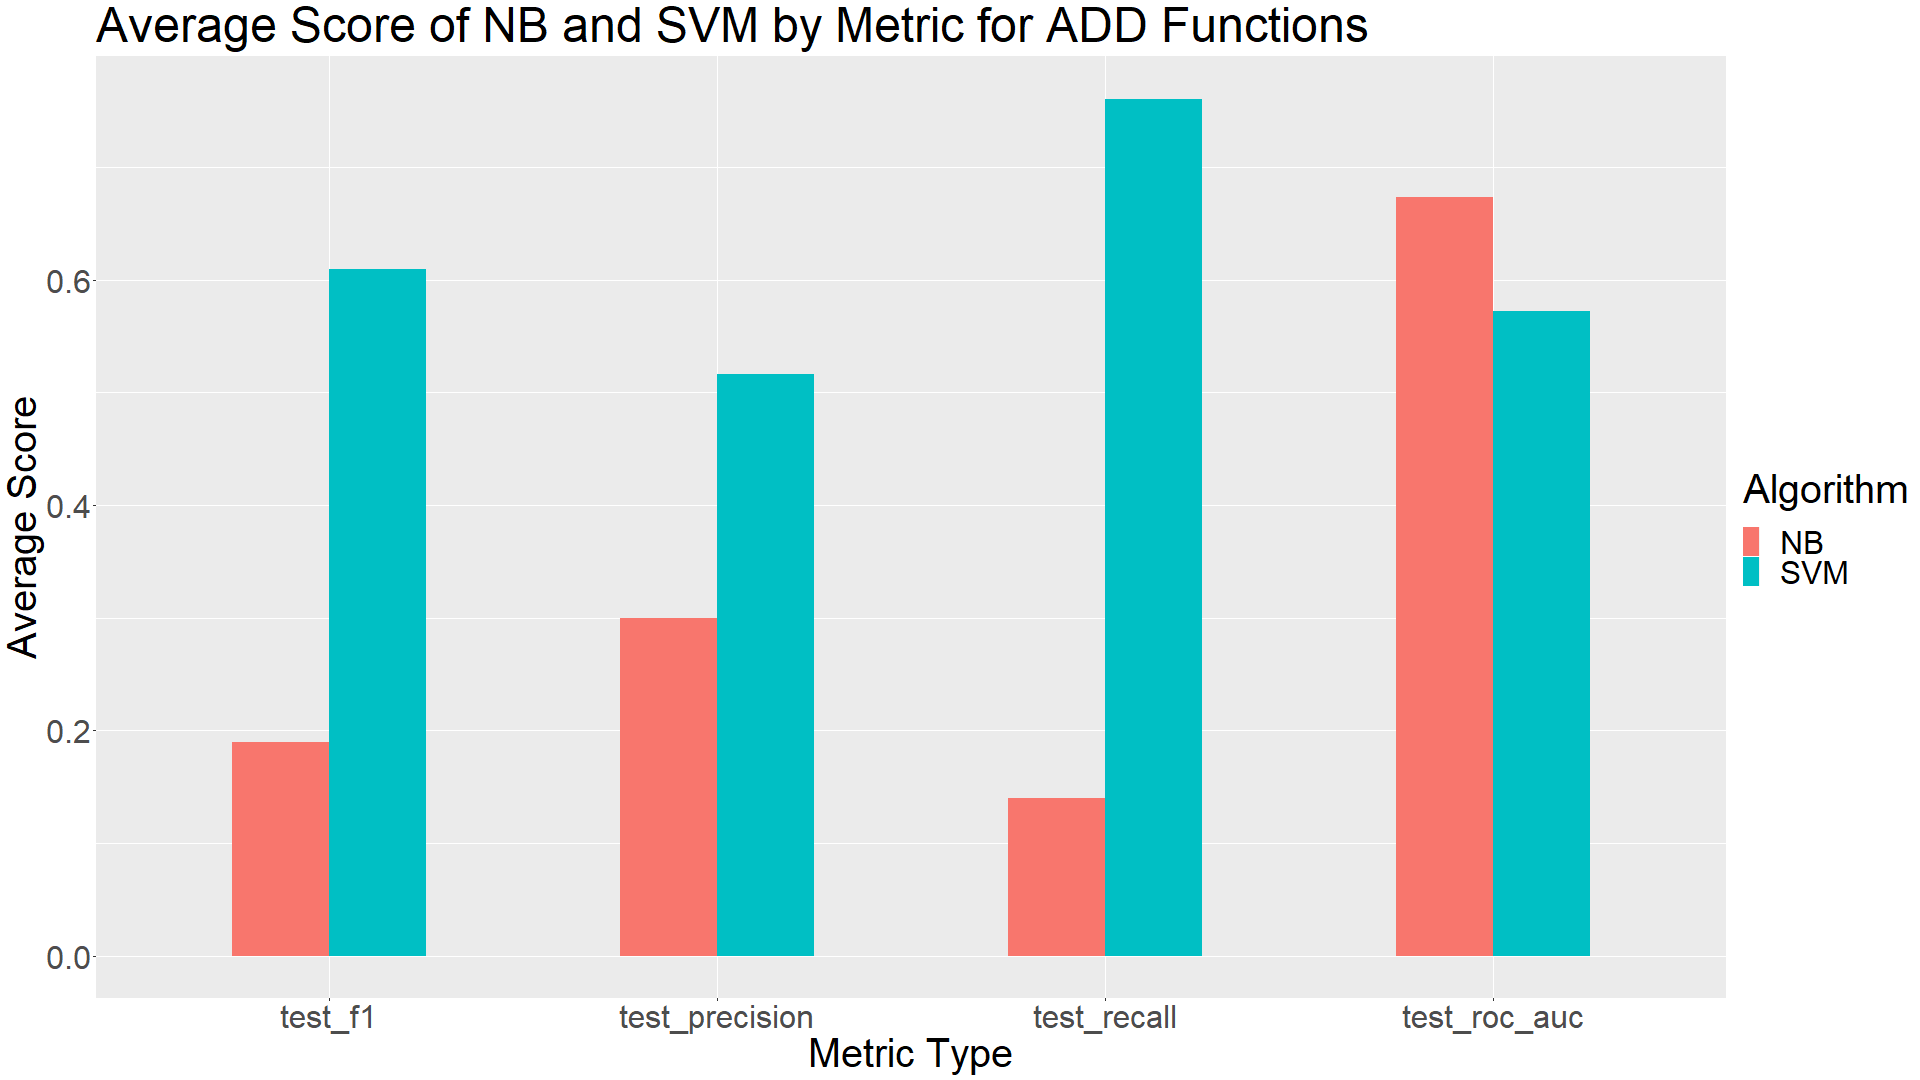 Average Score of NB and SVM by Metric for ADD Functions
Average Score
0.6
0.4
0.2
0.0
test_f1
test_precision
test_recall
test_roc_auc
Metric Type
Algorithm
NB
SVM